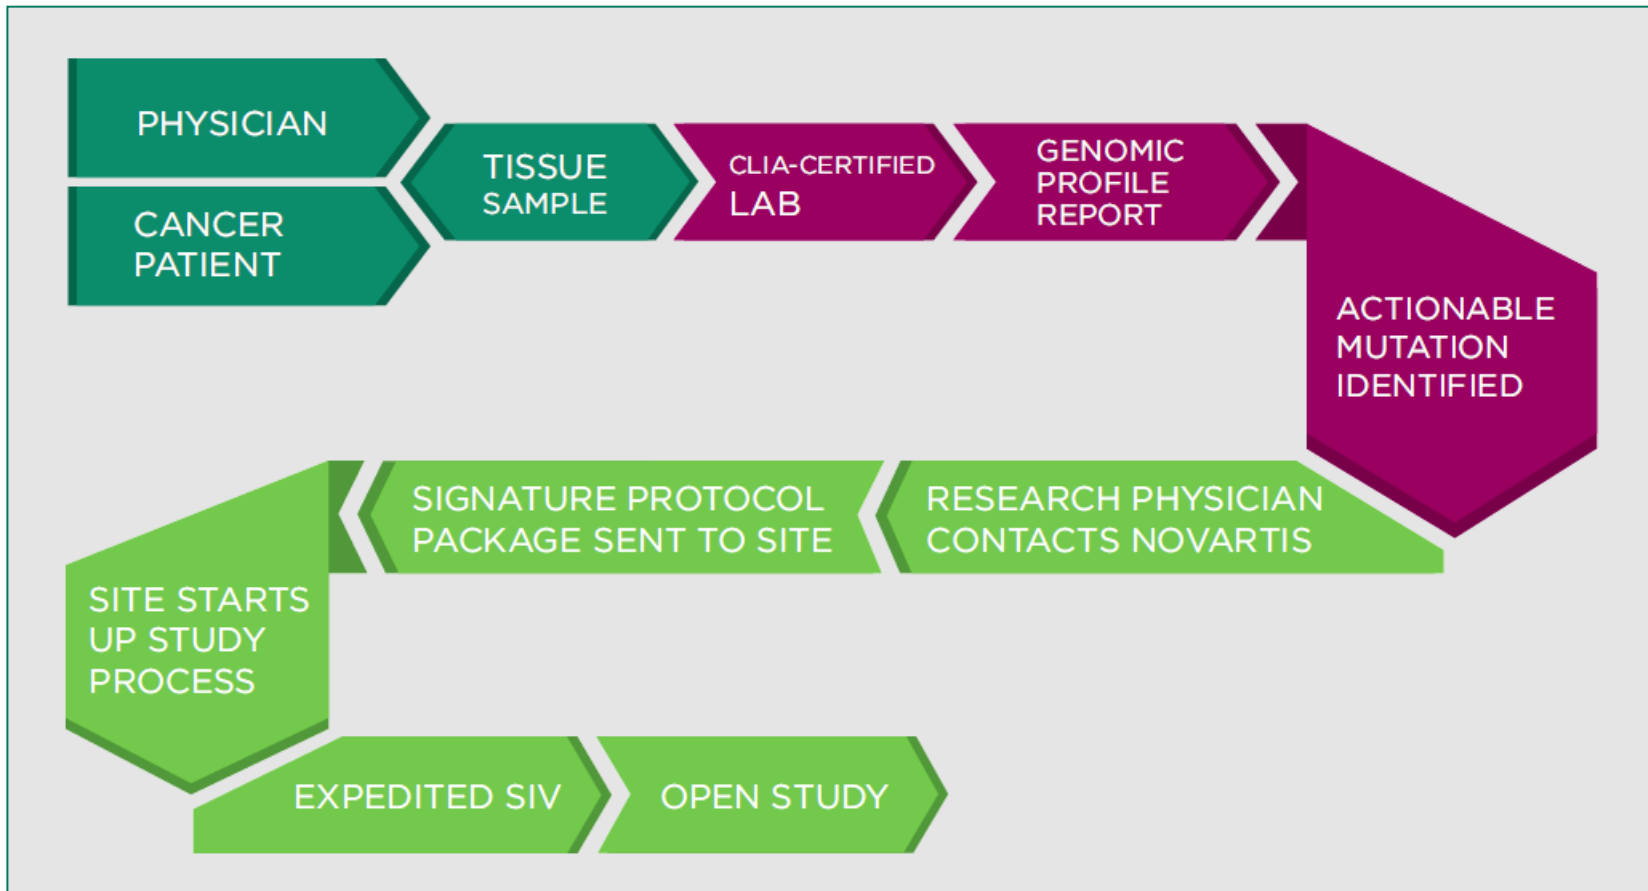 PHYSICIAN
CANCER
PATIENT
TISSUE
SAMPLE
CLIA-CERTIFIED
LAB
GENOMIC
PROFILE
REPORT
ACTIONABLE
MUTATION
IDENTIFIED
RESEARCH PHYSICIAN
CONTACTS NOVARTIS
SIGNATURE PROTOCOL
PACKAGE SENT TO SITE
SITE STARTS
UP STUDY
PROCESS
EXPEDITED SIV
OPEN STUDY